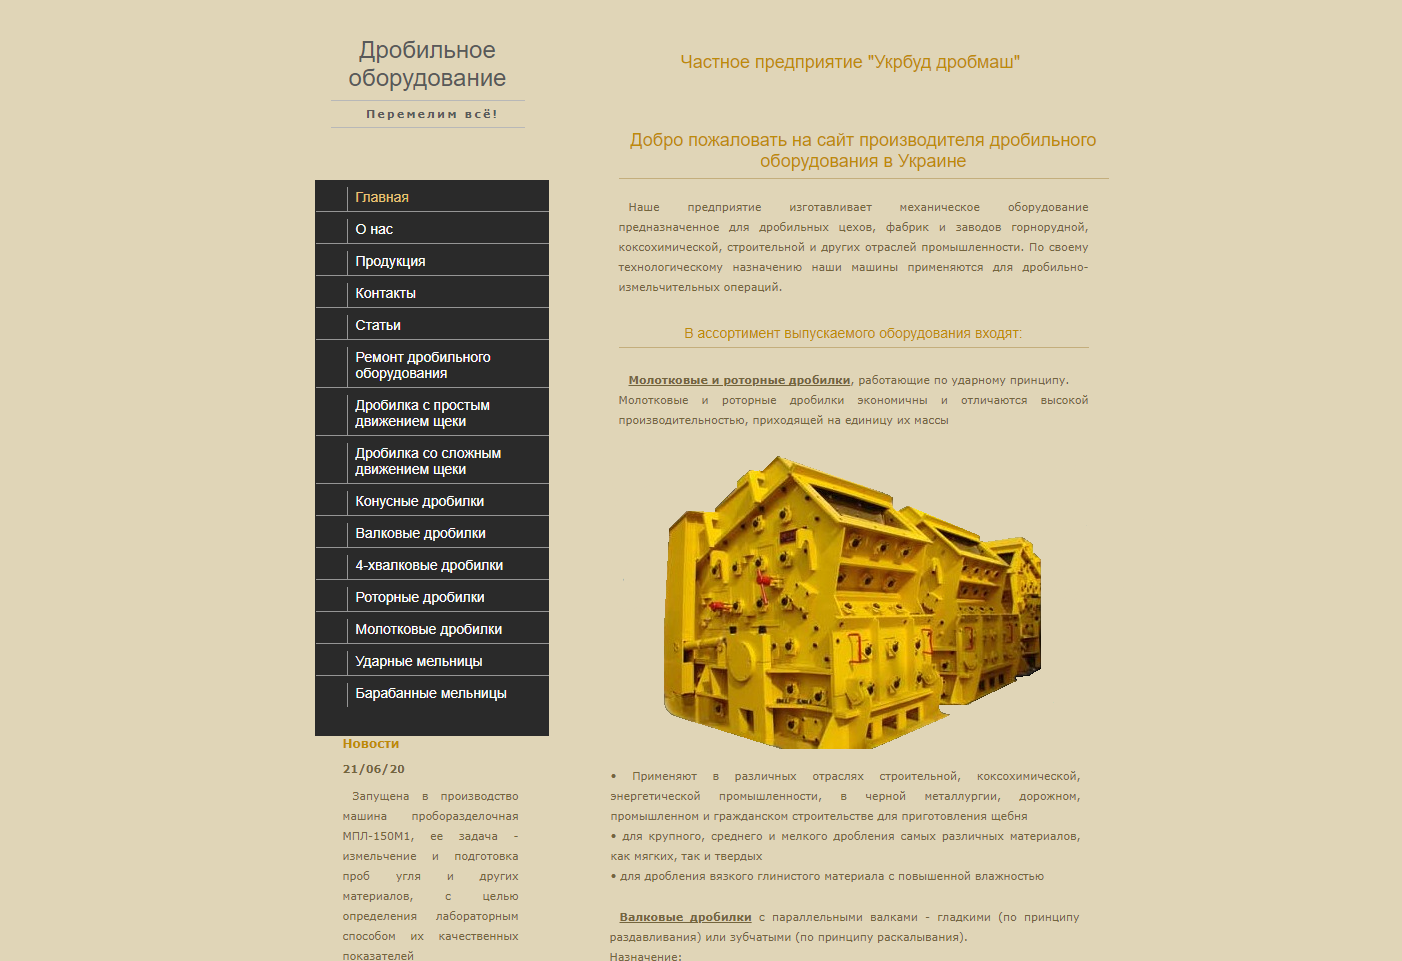 Дробильное
оборудование
Перемелим всё!
Главная
О нас
Продукция
Контакты
Статьи
Ремонт дробильного
оборудования
Дробилка с простым
движением щеки
Дробилка со сложным
движением щеки
Конусные дробилки
Валковые дробилки
4-хвалковые дробилки
Роторные дробилки
Молотковые дробилки
Ударные мельницы
Барабанные мельницы
Новости
21/06/20
Запущена в производство
машина проборазделочная
МПЛ-150М1, ее задача -
измельчение и подготовка
проб угля и других
материалов, с целью
определения лабораторным
способом их качественных
показателей
Частное предприятие "Укрбуд дробмаш"
Добро пожаловать на сайт производителя дробильного
оборудования в Украине
Наше предприятие изготавливает механическое оборудование
предназначенное для дробильных цехов, фабрик и заводов горнорудной,
коксохимической, строительной и других отраслей промышленности. По своему
технологическому назначению наши машины применяются для дробильно-
измельчительных операций.
В ассортимент выпускаемого оборудования входят:
Молотковые и роторные дробилки, работающие по ударному принципу.
Молотковые и роторные дробилки экономичны и отличаются высокой
производительностью, приходящей на единицу их массы
• Применяют в различных отраслях строительной, коксохимической,
энергетической промышленности, в черной металлургии, дорожном,
промышленном и гражданском строительстве для приготовления щебня
• для крупного, среднего и мелкого дробления самых различных материалов,
как мягких, так и твердых
• для дробления вязкого глинистого материала с повышенной влажностью
Валковые дробилки с параллельными валками - гладкими (по принципу
раздавливания) или зубчатыми (по принципу раскалывания).
Назначение: